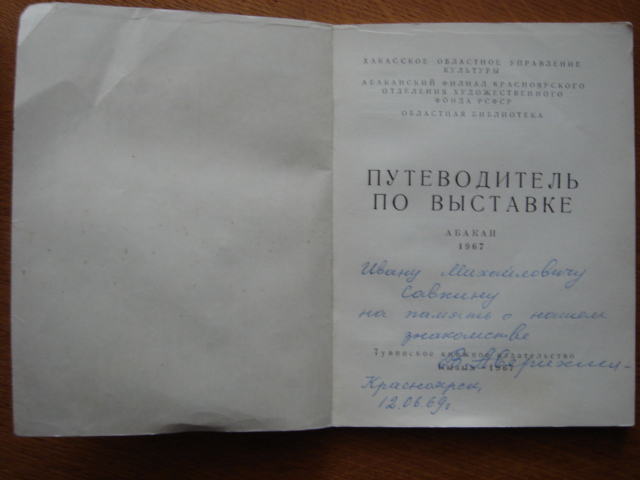 ХАКАССКОЕ ОБЛАСТНОЕ УПРАВЛЕНИЕ
КУЛЬТУРЫ
АБАКАНСКИЙ ФИЛИАЛ КРАСНОЯРСКОГО
ОТДЕЛЕНИЯ ХУДОЖЕСТВЕННОГО
ФОНДА РСФСР
ОБЛАСТНАЯ БИБЛИОТЕКА
ПУТЕВОДИТЕЛЬ
ПО ВЫСТАВКЕ
АБАКАН
1967
Ивану Михайловичу
Савкину
на память о нашем
знакомстве
Тувинское книжное издательство
Кызыл—1967
Красноярск,
12.06.69г.